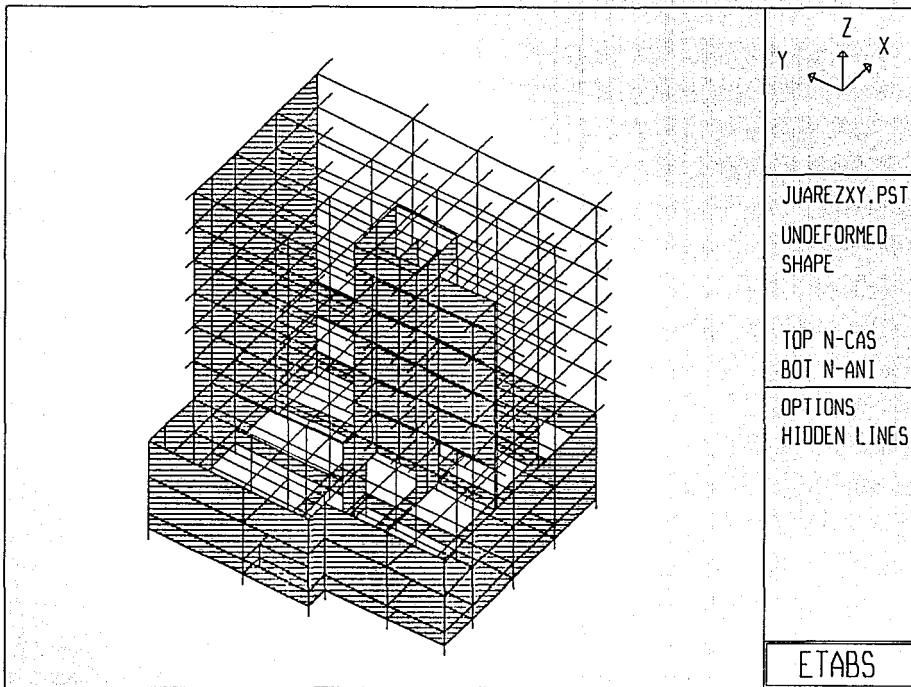 Z
Y X
JUAREZXY.PST
UNDEFORMED
SHAPE
TOP N-CAS
BOT N-ANI
OPTIONS
HIDDEN LINES
ETABS